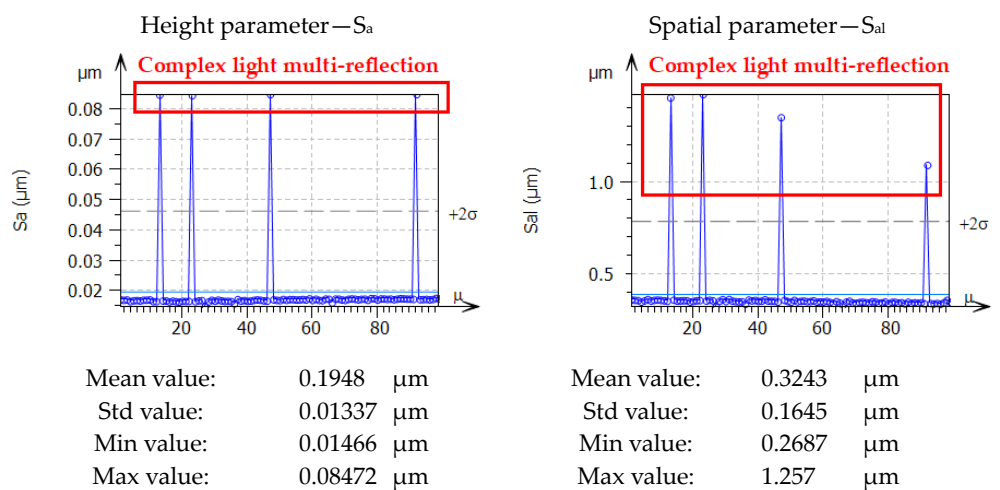 Height parameter—Sa
Spatial parameter—Sal
µm
Complex light multi-reflection
0.08
0.07
0.06
0.05
0.04
0.03
0.02
Sa (µm)
+2σ
µ
20
40
60
80
µm
Complex light multi-reflection
1.0
0.5
Sal (µm)
+2σ
µ
20
40
60
80
Mean value: 0.1948 µm
Std value: 0.01337 µm
Min value: 0.01466 µm
Max value: 0.08472 µm
Mean value: 0.3243 µm
Std value: 0.1645 µm
Min value: 0.2687 µm
Max value: 1.257 µm